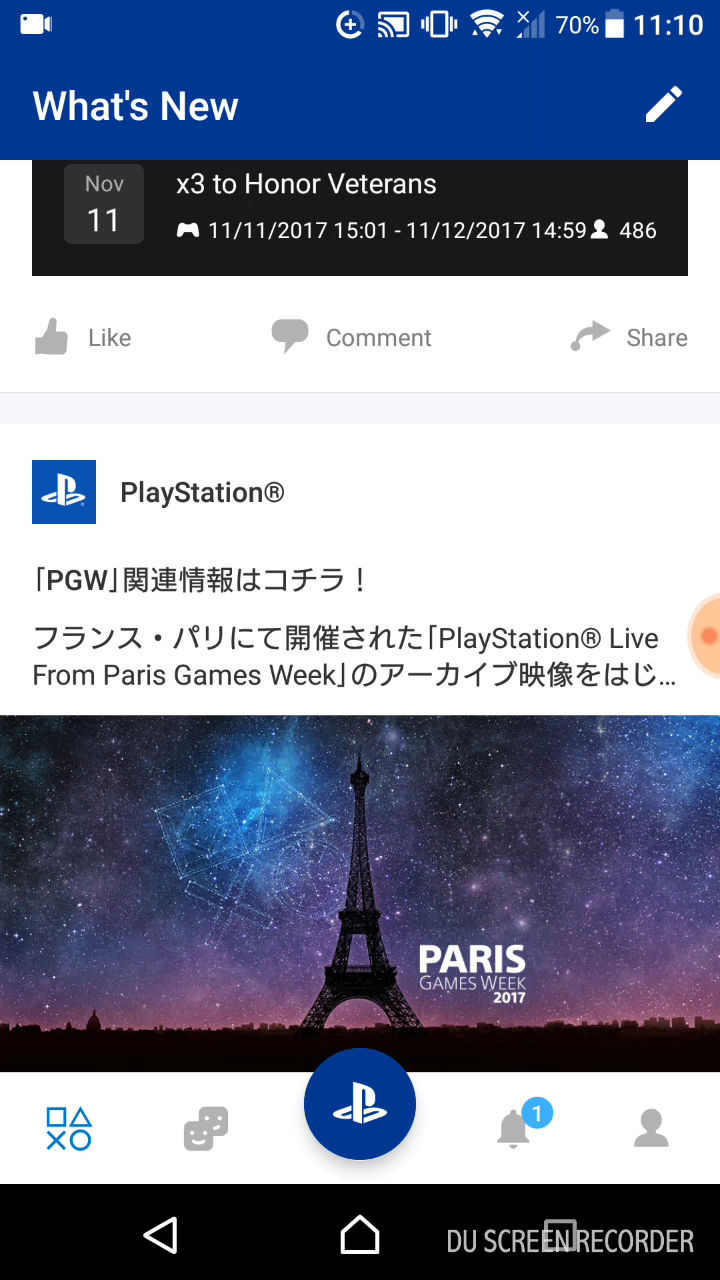 70% 11:10
What's New
Nov
11
x3 to Honor Veterans
11/11/2017 15:01 - 11/12/2017 14:59 486
Like Comment Share
PlayStation®
「PGW」関連情報はコチラ！
フランス・パリにて開催された「PlayStation® Live
From Paris Games Week」のアーカイブ映像をはじ...
PARIS
GAMES WEEK
2017
1
DU SCREEN RECORDER